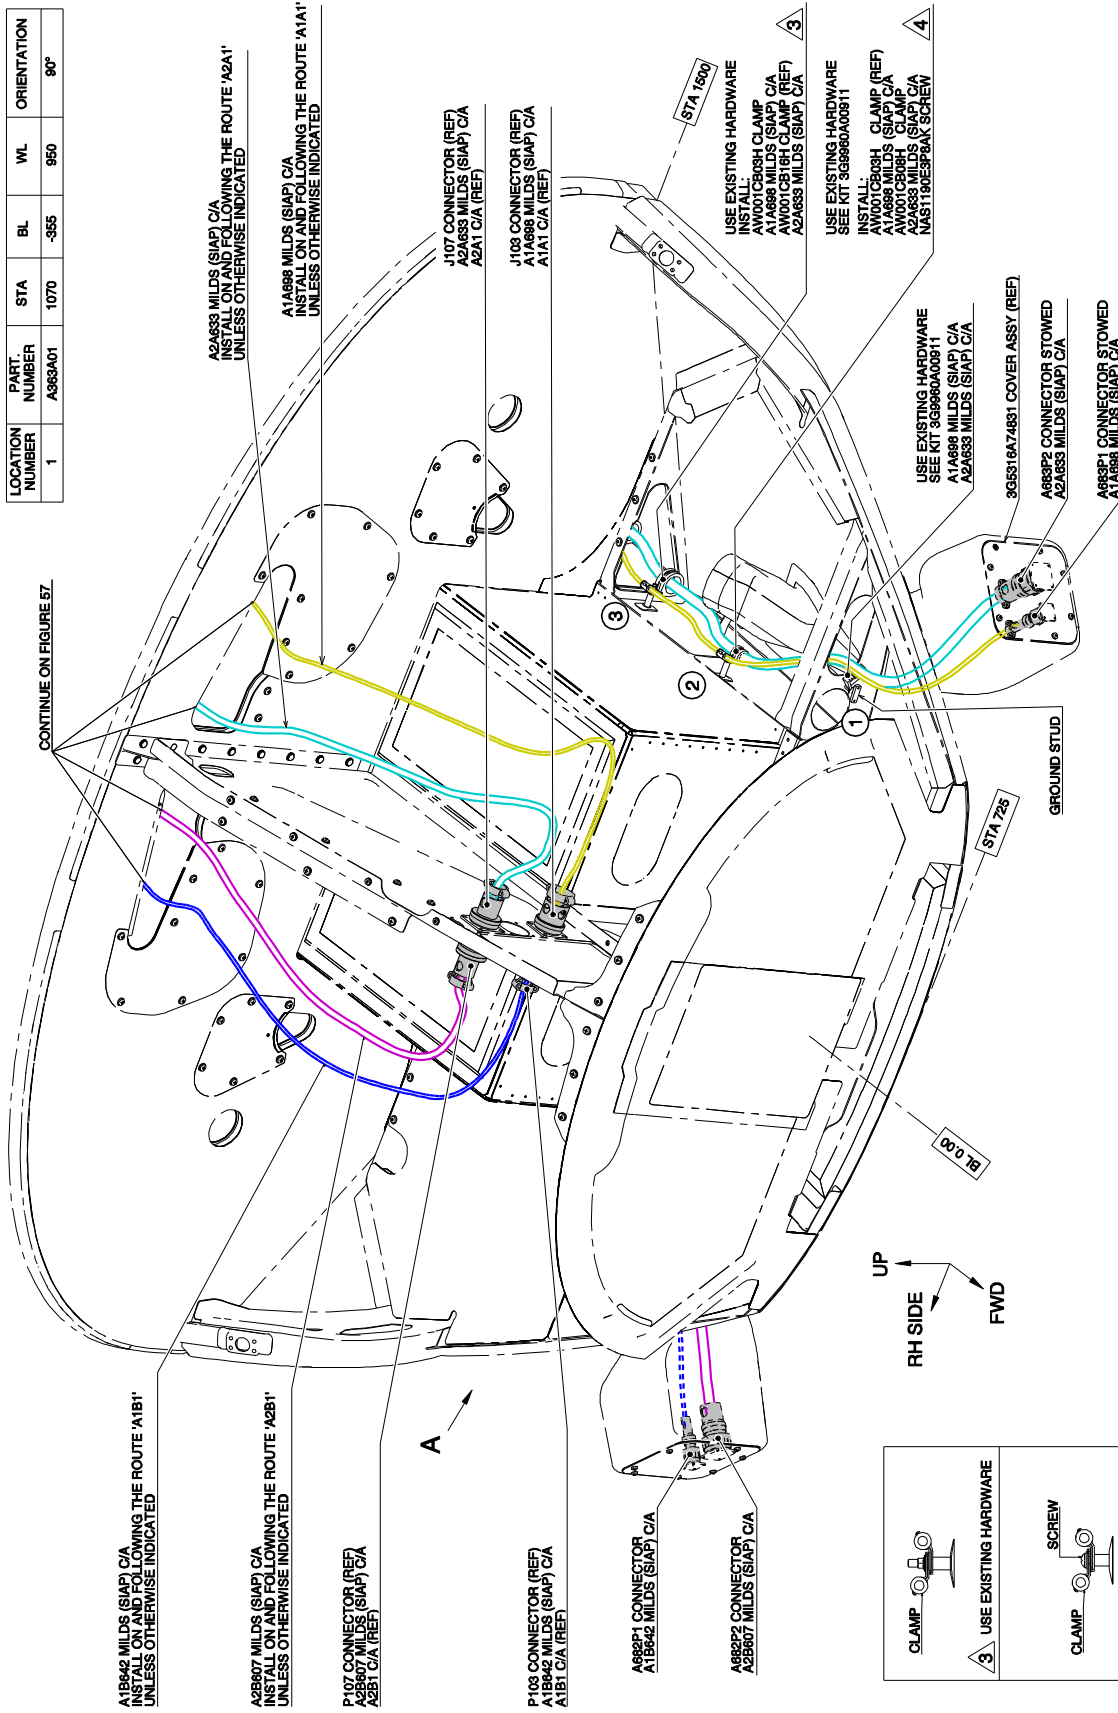 LOCATION NUMBER | PART. NUMBER | STA | BL | WL | ORIENTATION
1 | A363A01 | 1070 | -355 | 950 | 90°
CONTINUE ON FIGURE 57
A2A633 MILDS (SIAP) C/A
INSTALL ON AND FOLLOWING THE ROUTE 'A2A1'
UNLESS OTHERWISE INDICATED
A1A698 MILDS (SIAP) C/A
INSTALL ON AND FOLLOWING THE ROUTE 'A1A1'
UNLESS OTHERWISE INDICATED
J107 CONNECTOR (REF)
A2A633 MILDS (SIAP) C/A
A2A1 C/A (REF)
J103 CONNECTOR (REF)
A1A698 MILDS (SIAP) C/A
A1A1 C/A (REF)
STA 1500
USE EXISTING HARDWARE
INSTALL:
AW001CB03H CLAMP
A1A698 MILDS (SIAP) C/A
AW001CB16H CLAMP (REF)
A2A633 MILDS (SIAP) C/A
3
USE EXISTING HARDWARE
SEE KIT 3G9960A00911
INSTALL:
AW001CB03H CLAMP (REF)
A1A698 MILDS (SIAP) C/A
AW001CB08H CLAMP
A2A633 MILDS (SIAP) C/A
NAS1190E3P8AK SCREW
4
USE EXISTING HARDWARE
SEE KIT 3G9960A00911
A1A698 MILDS (SIAP) C/A
A2A633 MILDS (SIAP) C/A
3G5316A74831 COVER ASSY (REF)
A683P2 CONNECTOR STOWED
A2A633 MILDS (SIAP) C/A
A683P1 CONNECTOR STOWED
A1A698 MILDS (SIAP) C/A
3
2
1
GROUND STUD
STA 725
BL 0.00
UP
RH SIDE
FWD
A
A1B642 MILDS (SIAP) C/A
INSTALL ON AND FOLLOWING THE ROUTE 'A1B1'
UNLESS OTHERWISE INDICATED
A2B607 MILDS (SIAP) C/A
INSTALL ON AND FOLLOWING THE ROUTE 'A2B1'
UNLESS OTHERWISE INDICATED
P107 CONNECTOR (REF)
A2B607 MILDS (SIAP) C/A
A2B1 C/A (REF)
P103 CONNECTOR (REF)
A1B642 MILDS (SIAP) C/A
A1B1 C/A (REF)
A682P1 CONNECTOR
A1B642 MILDS (SIAP) C/A
A682P2 CONNECTOR
A2B607 MILDS (SIAP) C/A
CLAMP
3 USE EXISTING HARDWARE
SCREW
CLAMP